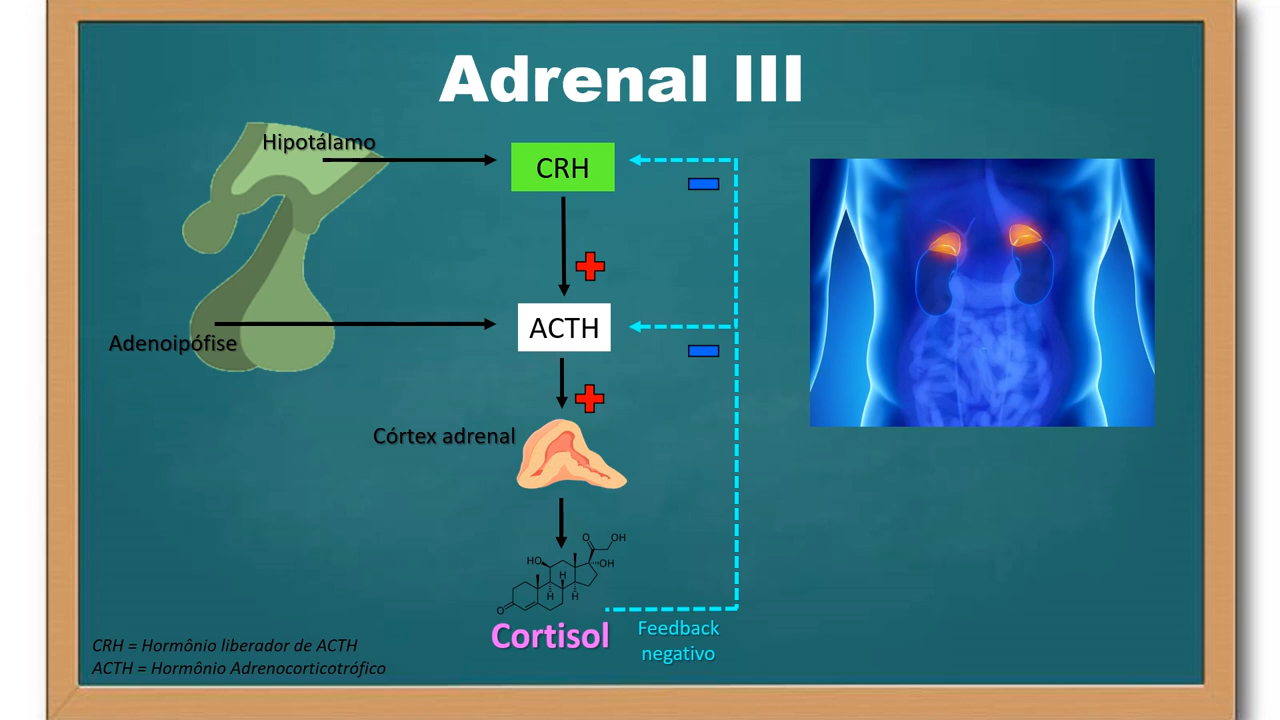 Adrenal III
Hipotálamo
CRH
Adenoipófise
ACTH
Córtex adrenal
O
OH
HO
OH
H
H
H
O
Cortisol
Feedback
negativo
CRH = Hormônio liberador de ACTH
ACTH = Hormônio Adrenocorticotrófico